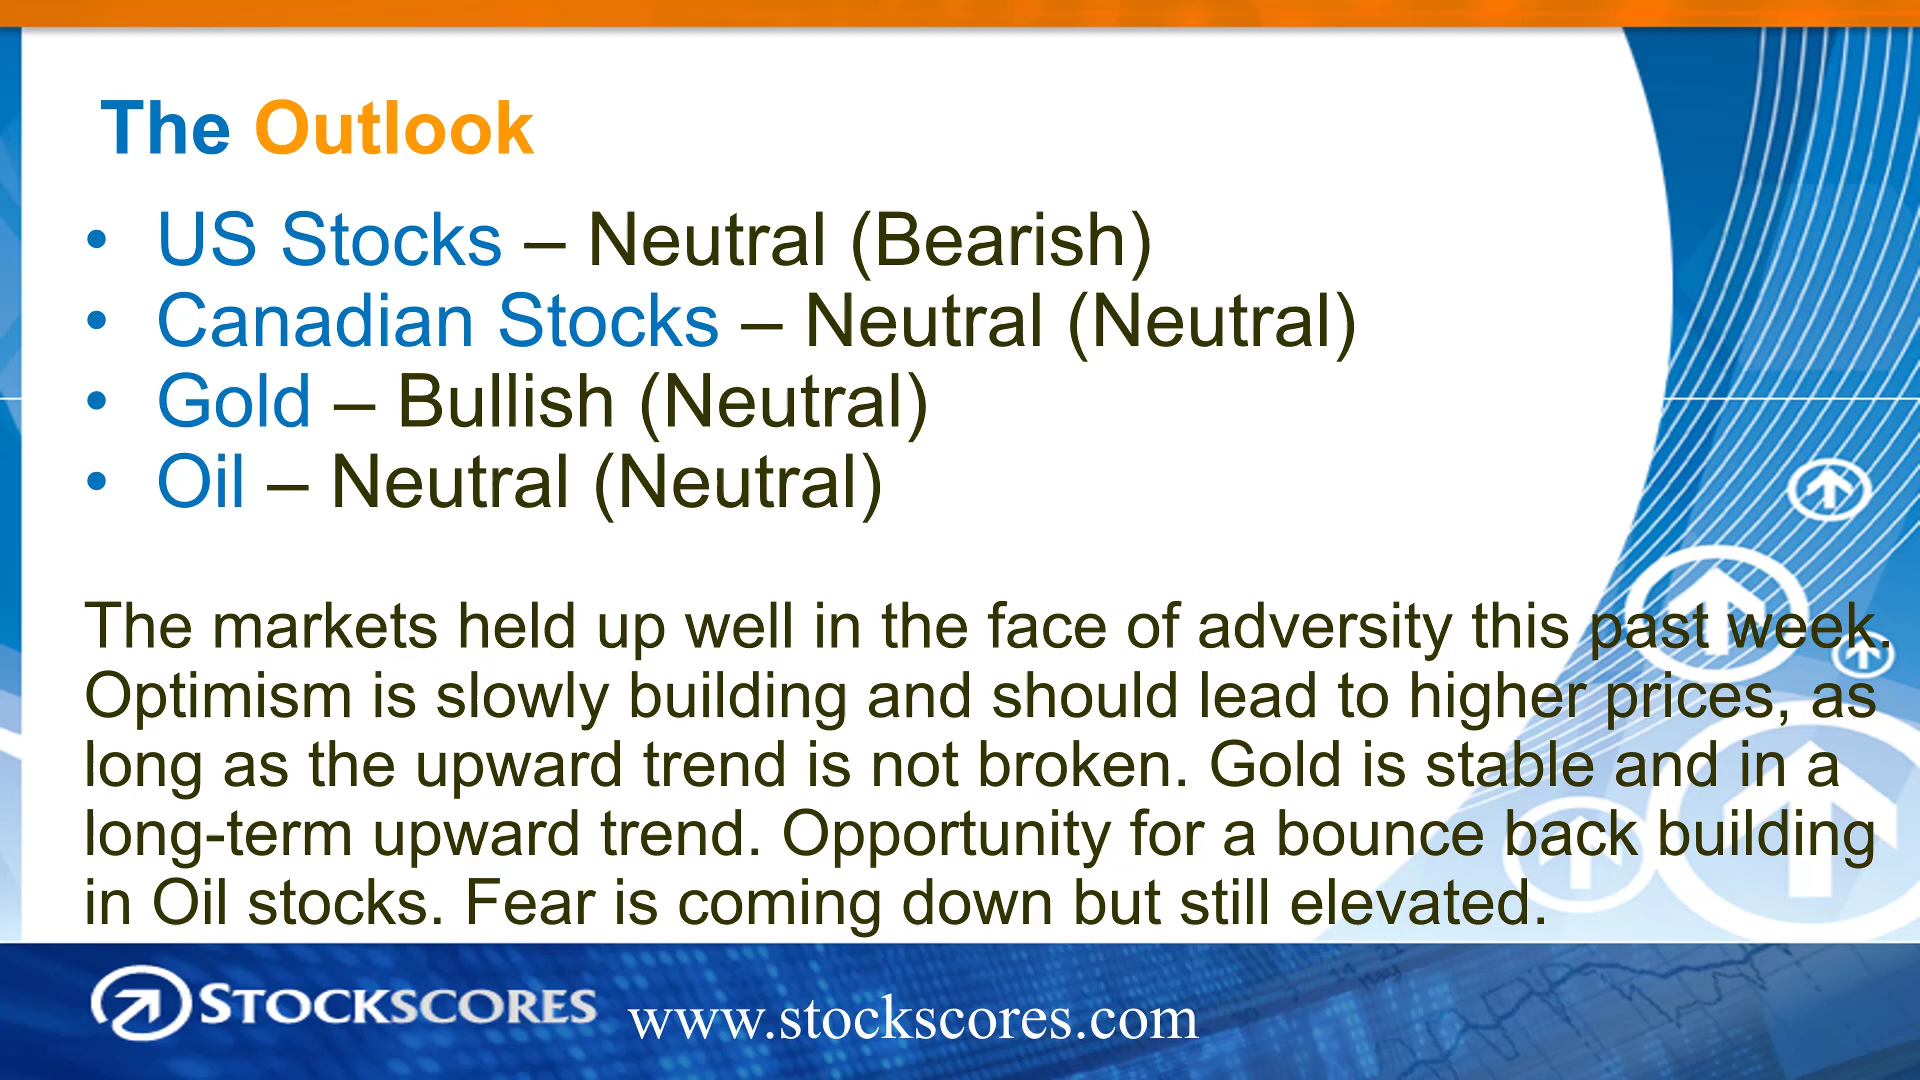 The Outlook
• US Stocks – Neutral (Bearish)
• Canadian Stocks – Neutral (Neutral)
• Gold – Bullish (Neutral)
• Oil – Neutral (Neutral)
The markets held up well in the face of adversity this past week.
Optimism is slowly building and should lead to higher prices, as
long as the upward trend is not broken. Gold is stable and in a
long-term upward trend. Opportunity for a bounce back building
in Oil stocks. Fear is coming down but still elevated.
STOCKSCORES www.stockscores.com